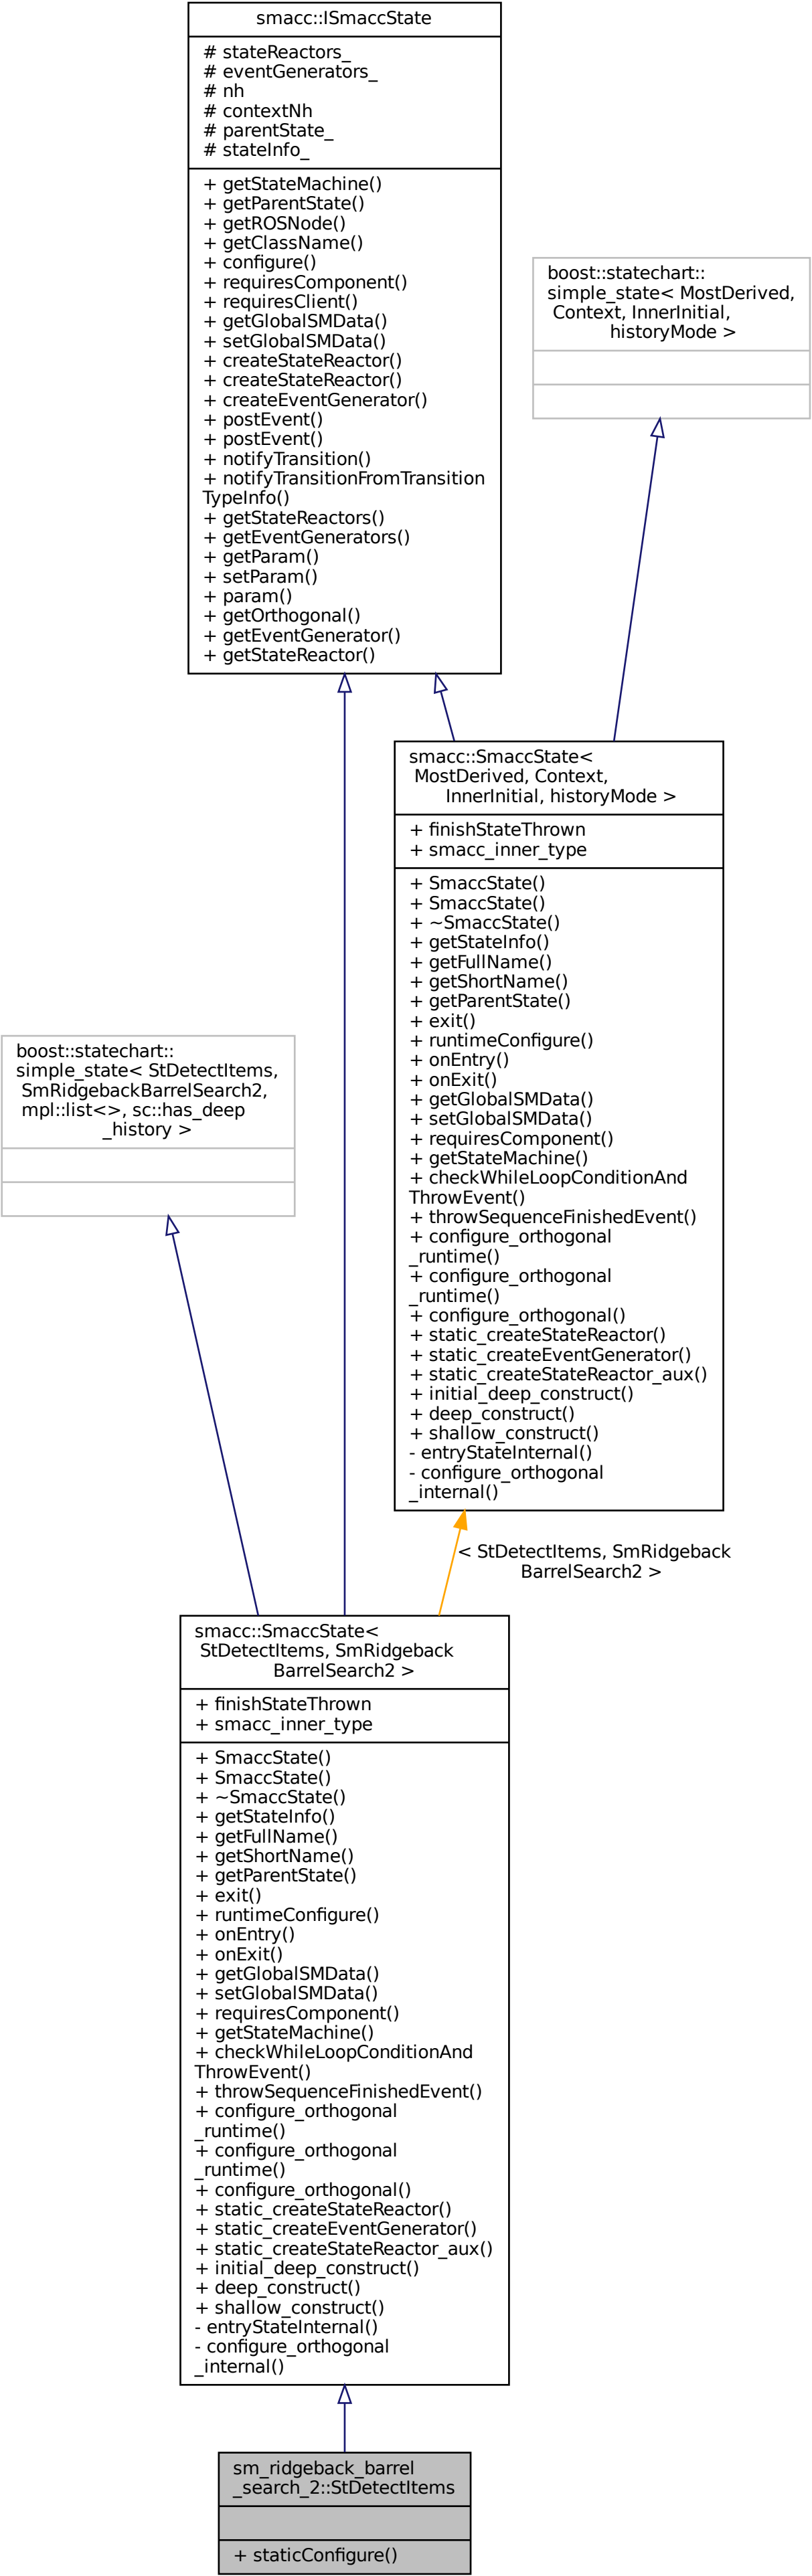 smacc::ISmaccState
# stateReactors_
# eventGenerators_
# nh
# contextNh
# parentState_
# stateInfo_
+ getStateMachine()
+ getParentState()
+ getROSNode()
+ getClassName()
+ configure()
+ requiresComponent()
+ requiresClient()
+ getGlobalSMData()
+ setGlobalSMData()
+ createStateReactor()
+ createStateReactor()
+ createEventGenerator()
+ postEvent()
+ postEvent()
+ notifyTransition()
+ notifyTransitionFromTransition
TypeInfo()
+ getStateReactors()
+ getEventGenerators()
+ getParam()
+ setParam()
+ param()
+ getOrthogonal()
+ getEventGenerator()
+ getStateReactor()
boost::statechart::
simple_state< MostDerived,
Context, InnerInitial,
historyMode >
smacc::SmaccState<
MostDerived, Context,
InnerInitial, historyMode >
+ finishStateThrown
+ smacc_inner_type
+ SmaccState()
+ SmaccState()
+ ~SmaccState()
+ getStateInfo()
+ getFullName()
+ getShortName()
+ getParentState()
+ exit()
+ runtimeConfigure()
+ onEntry()
+ onExit()
+ getGlobalSMData()
+ setGlobalSMData()
+ requiresComponent()
+ getStateMachine()
+ checkWhileLoopConditionAnd
ThrowEvent()
+ throwSequenceFinishedEvent()
+ configure_orthogonal
_runtime()
+ configure_orthogonal
_runtime()
+ configure_orthogonal()
+ static_createStateReactor()
+ static_createEventGenerator()
+ static_createStateReactor_aux()
+ initial_deep_construct()
+ deep_construct()
+ shallow_construct()
- entryStateInternal()
- configure_orthogonal
_internal()
boost::statechart::
simple_state< StDetectItems,
SmRidgebackBarrelSearch2,
mpl::list<>, sc::has_deep
_history >
< StDetectItems, SmRidgeback
BarrelSearch2 >
smacc::SmaccState<
StDetectItems, SmRidgeback
BarrelSearch2 >
+ finishStateThrown
+ smacc_inner_type
+ SmaccState()
+ SmaccState()
+ ~SmaccState()
+ getStateInfo()
+ getFullName()
+ getShortName()
+ getParentState()
+ exit()
+ runtimeConfigure()
+ onEntry()
+ onExit()
+ getGlobalSMData()
+ setGlobalSMData()
+ requiresComponent()
+ getStateMachine()
+ checkWhileLoopConditionAnd
ThrowEvent()
+ throwSequenceFinishedEvent()
+ configure_orthogonal
_runtime()
+ configure_orthogonal
_runtime()
+ configure_orthogonal()
+ static_createStateReactor()
+ static_createEventGenerator()
+ static_createStateReactor_aux()
+ initial_deep_construct()
+ deep_construct()
+ shallow_construct()
- entryStateInternal()
- configure_orthogonal
_internal()
sm_ridgeback_barrel
_search_2::StDetectItems
+ staticConfigure()